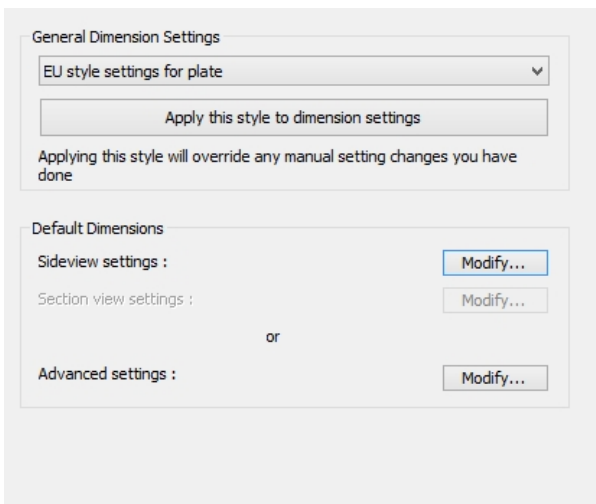 General Dimension Settings
EU style settings for plate
Apply this style to dimension settings
Applying this style will override any manual setting changes you have
done
Default Dimensions
Sideview settings : Modify...
Section view settings : Modify...
or
Advanced settings : Modify...